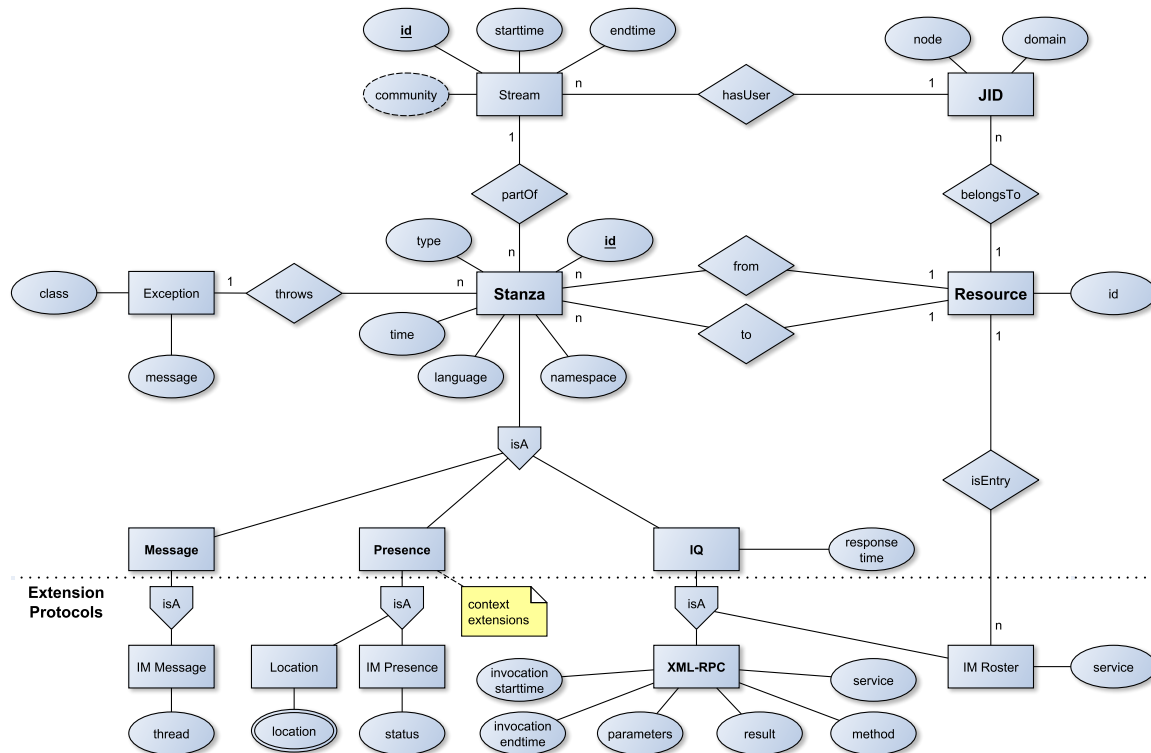 id
starttime
endtime
node
domain
community
Stream
n
hasUser
1
JID
1
n
partOf
belongsTo
type
id
n
1
n
from
1
class
Exception
1
throws
n
Stanza
Resource
id
time
n
to
1
1
message
language
namespace
isA
isEntry
Message
Presence
IQ
response
time
Extension
Protocols
isA
isA
context
extensions
isA
n
IM Message
Location
IM Presence
invocation
starttime
XML-RPC
service
IM Roster
service
thread
location
status
invocation
endtime
parameters
result
method